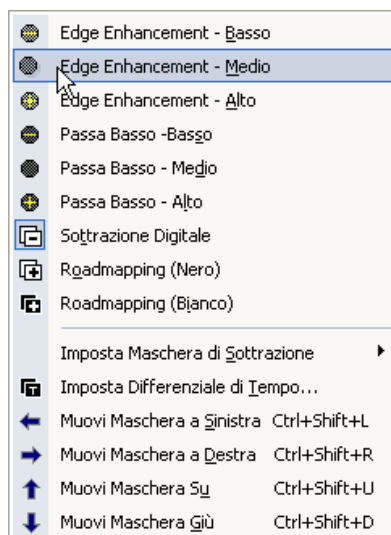 Edge Enhancement - Basso
Edge Enhancement - Medio
Edge Enhancement - Alto
Passa Basso -Basso
Passa Basso - Medio
Passa Basso - Alto
Sottrazione Digitale
Roadmapping (Nero)
Roadmapping (Bianco)
Imposta Maschera di Sottrazione
Imposta Differenziale di Tempo...
Muovi Maschera a Sinistra Ctrl+Shift+L
Muovi Maschera a Destra Ctrl+Shift+R
Muovi Maschera Su Ctrl+Shift+U
Muovi Maschera Giù Ctrl+Shift+D